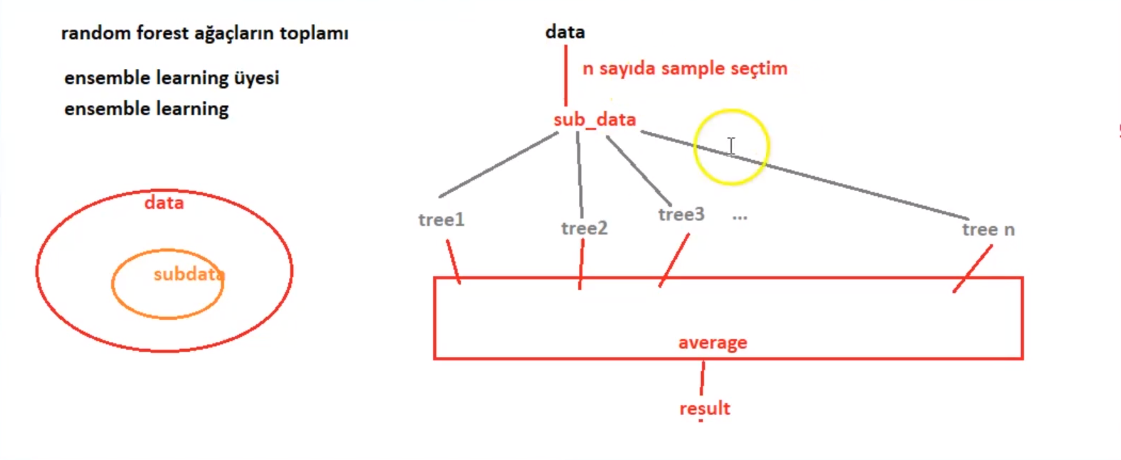 random forest ağaçların toplamı
ensemble learning üyesi
ensemble learning
data
subdata
data
n sayıda sample seçtim
sub_data
tree1
tree2
tree3
...
tree n
average
result